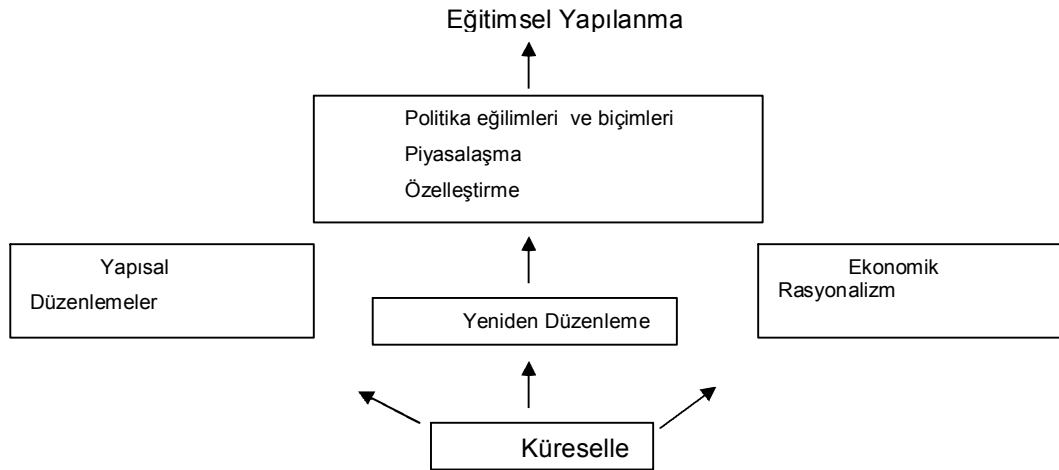 Eğitimsel Yapılanma
Politika eğilimleri ve biçimleri
Piyasalaşma
Özelleştirme
Yapısal
Düzenlemeler
Ekonomik
Rasyonalizm
Yeniden Düzenleme
Küreselle